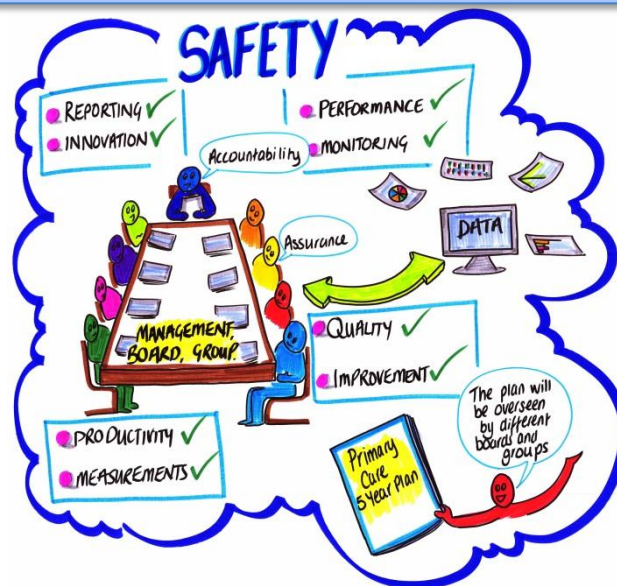 SAFETY
REPORTING
INNOVATION
PERFORMANCE
MONITORING
Accountability
Assurance
DATA
MANAGEMENT,
BOARD, GROUP.
QUALITY
IMPROVEMENT
PRODUCTIVITY
MEASUREMENTS
Primary
Care
5 Year Plan
The plan will
be overseen
by different
boards and
groups